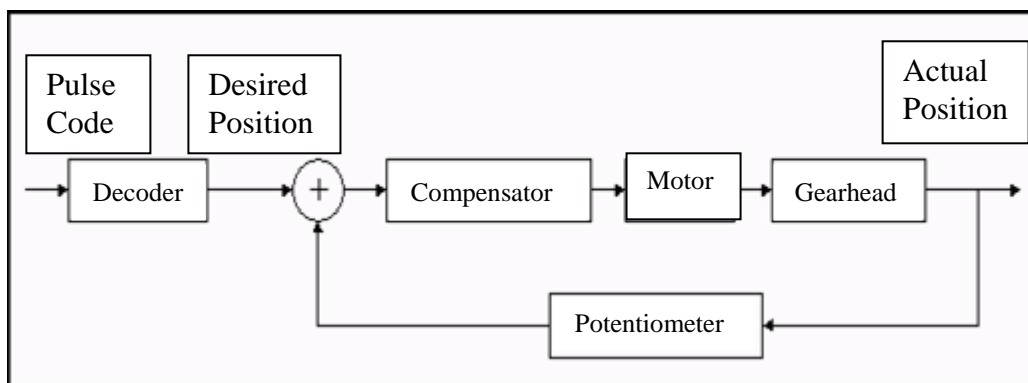 Pulse
Code
Desired
Position
Actual
Position
Decoder
+
Compensator
Motor
Gearhead
Potentiometer